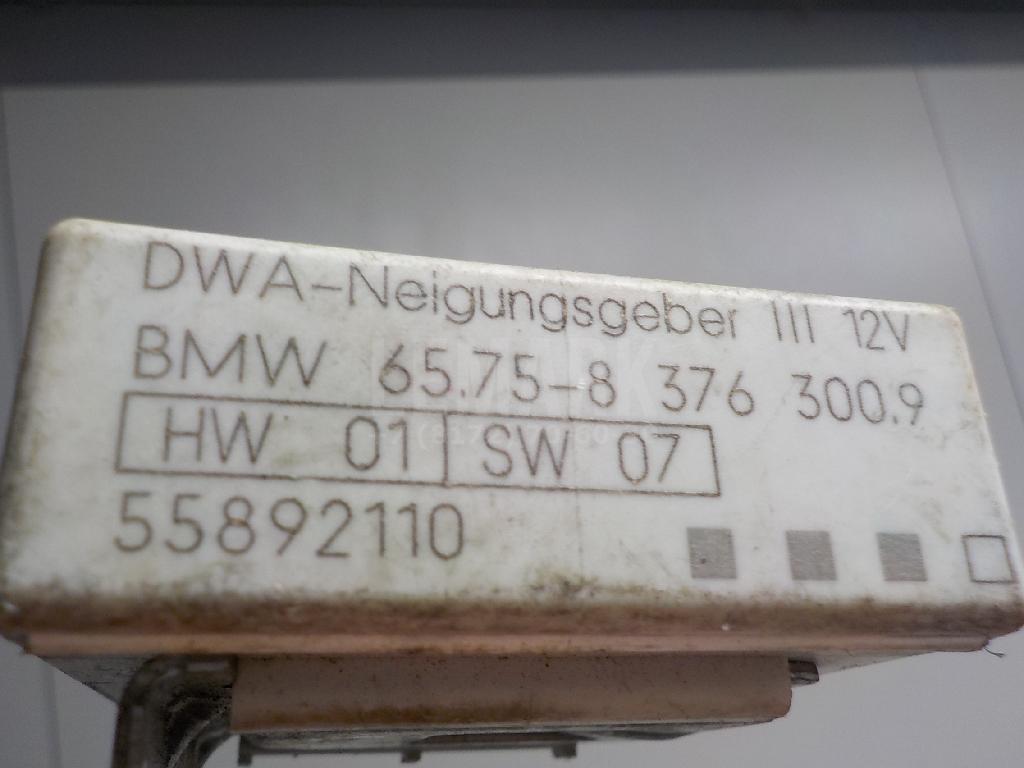 DWA-Neigungsgeber III 12V
BMW 65.75-8 376 300.9
HW 01 SW 07
55892110